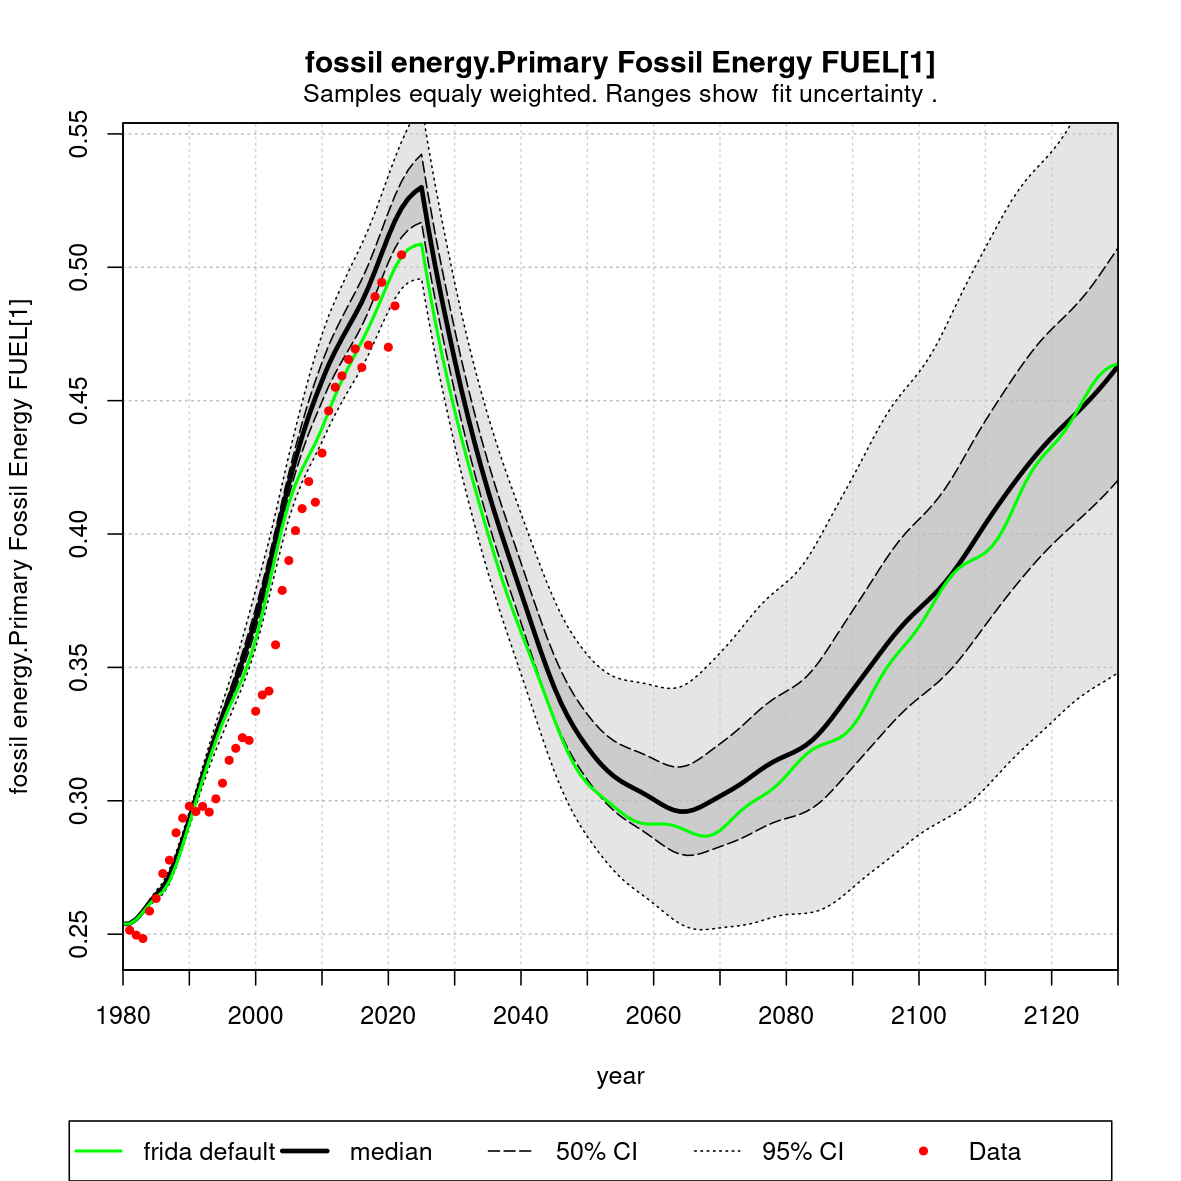 fossil energy.Primary Fossil Energy FUEL[1]
Samples equaly weighted. Ranges show  fit uncertainty .
fossil energy.Primary Fossil Energy FUEL[1]
0.55
0.50
0.45
0.40
0.35
0.30
0.25
1980 2000 2020 2040 2060 2080 2100 2120
year
frida default median 50% CI 95% CI Data